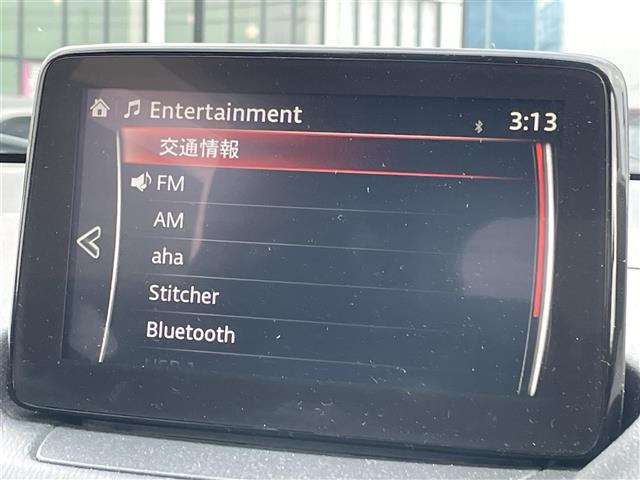 Entertainment
3:13
交通情報
FM
AM
aha
Stitcher
Bluetooth